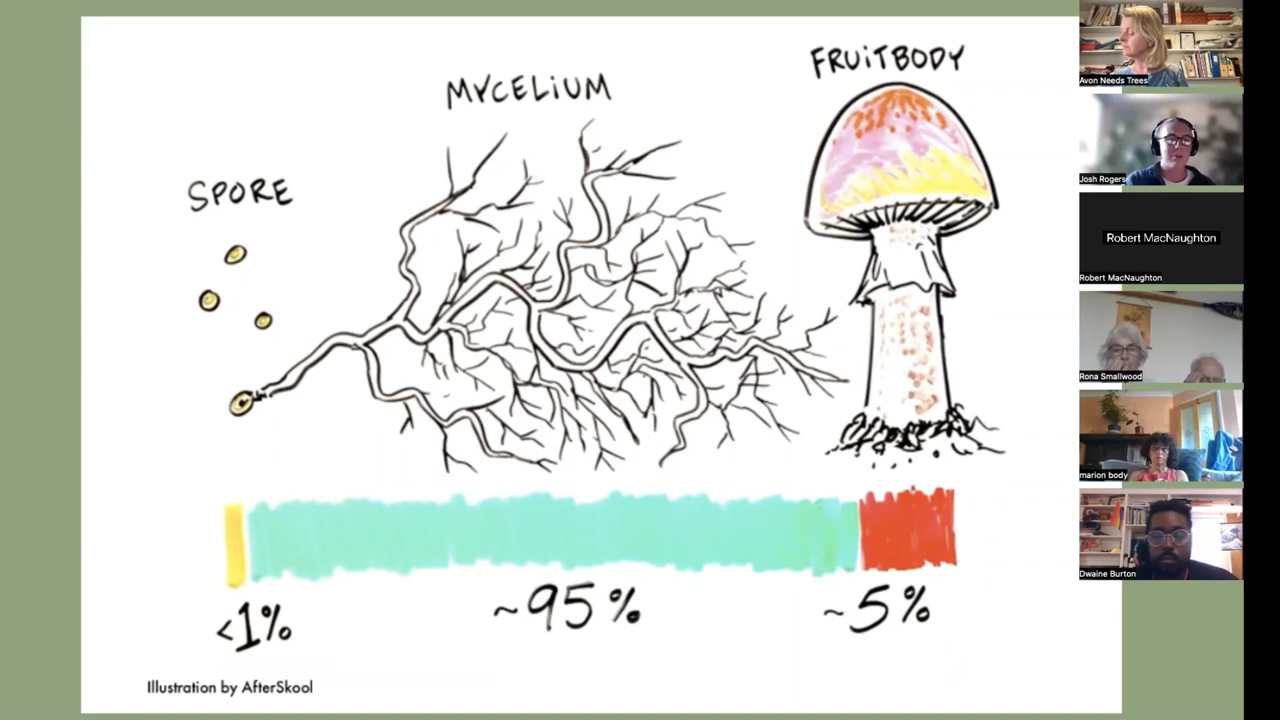 SPORE
MYCELiUM
FRUiTBODY
<1%
~95%
~5%
Illustration by AfterSkool
Avon Needs Trees
Josh Rogers
Robert MacNaughton
Robert MacNaughton
Rona Smallwood
marion body
Dwaine Burton